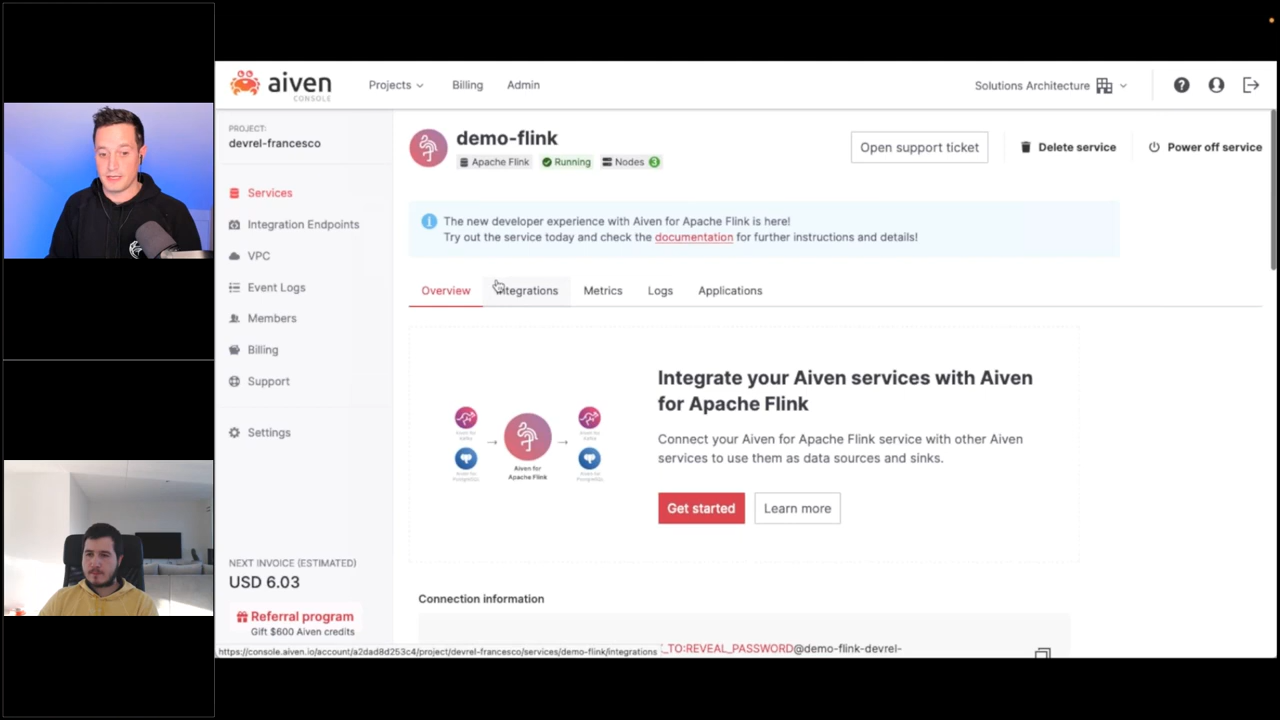 aiven
CONSOLE
Projects
Billing
Admin
Solutions Architecture
PROJECT:
devrel-francesco
Services
Integration Endpoints
VPC
Event Logs
Members
Billing
Support
Settings
NEXT INVOICE (ESTIMATED)
USD 6.03
Referral program
Gift $600 Aiven credits
demo-flink
Apache Flink
Running
Nodes 3
Open support ticket
Delete service
Power off service
The new developer experience with Aiven for Apache Flink is here!
Try out the service today and check the documentation for further instructions and details!
Overview
Integrations
Metrics
Logs
Applications
Aiven for
Apache Flink
Integrate your Aiven services with Aiven
for Apache Flink
Connect your Aiven for Apache Flink service with other Aiven
services to use them as data sources and sinks.
Get started
Learn more
Connection information
_TO:REVEAL_PASSWORD@demo-flink-devrel-
https://console.aiven.io/account/a2dad8d253c4/project/devrel-francesco/services/demo-flink/integrations